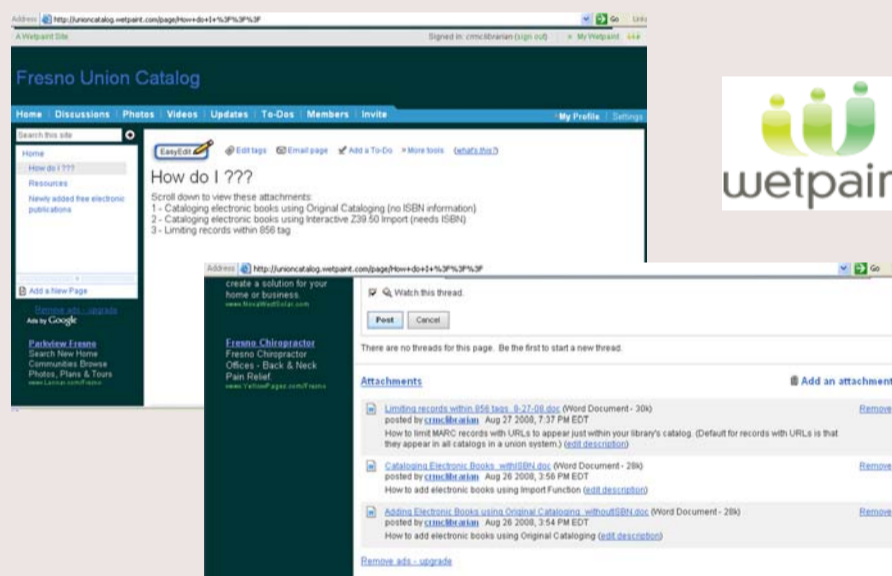 Address http://unioncatalog.wetpaint.com/page/How+do+I+%3F%3F%3F
Go
A Wetpaint Site
Signed in: crmclibrarian (sign out)
My Wetpaint
Fresno Union Catalog
Home Discussions Photos Videos Updates To-Dos Members Invite
My Profile Settings
Search this site
Home
How do I ???
Resources
Newly added free electronic
publications
Add a New Page
Remove ads - upgrade
Ads by Google
Parkview Fresno
Search New Home
Communities Browse
Photos, Plans & Tours
EasyEdit Edit tags Email page Add a To-Do More tools (what's this?)
How do I ???
Scroll down to view these attachments:
1 - Cataloging electronic books using Original Cataloging (no ISBN information)
2 - Cataloging electronic books using Interactive Z39.50 Import (needs ISBN)
3 - Limiting records within 856 tag
wetpain
Address http://unioncatalog.wetpaint.com/page/How+do+I+%3F%3F%3F
Go
create a solution for your
home or business.
www.NovaWestSolar.com
Fresno Chiropractor
Fresno Chiropractor
Offices - Back & Neck
Pain Relief.
www.YellowPages.com/Fresno
Watch this thread.
Post Cancel
There are no threads for this page. Be the first to start a new thread.
Attachments
Add an attachment
Limiting records within 856 tags_8-27-08.doc (Word Document - 30k)
Remove
posted by crmclibrarian Aug 27 2008, 7:37 PM EDT
How to limit MARC records with URLs to appear just within your library's catalog. (Default for records with URLs is that
they appear in all catalogs in a union system.) (edit description)
Cataloging Electronic Books_withISBN.doc (Word Document - 28k)
Remove
posted by crmclibrarian Aug 26 2008, 3:56 PM EDT
How to add electronic books using Import Function (edit description)
Adding Electronic Books using Original Cataloging_withoutISBN.doc (Word Document - 28k)
Remove
posted by crmclibrarian Aug 26 2008, 3:54 PM EDT
How to add electronic books using Original Cataloging (edit description)
Remove ads - upgrade